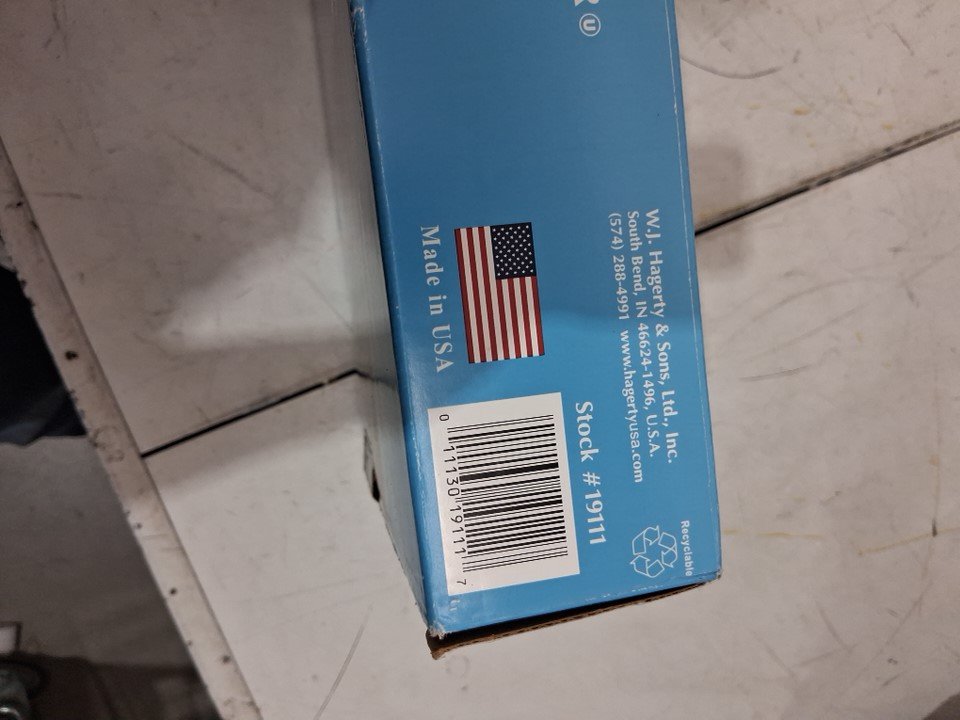 Ⓤ
W.J. Hagerty & Sons, Ltd., Inc.
South Bend, IN 46624-1496, U.S.A.
(574) 288-4991 www.hagertyusa.com
Made in USA
Stock #19111
0 11130 19111 7
Recyclable